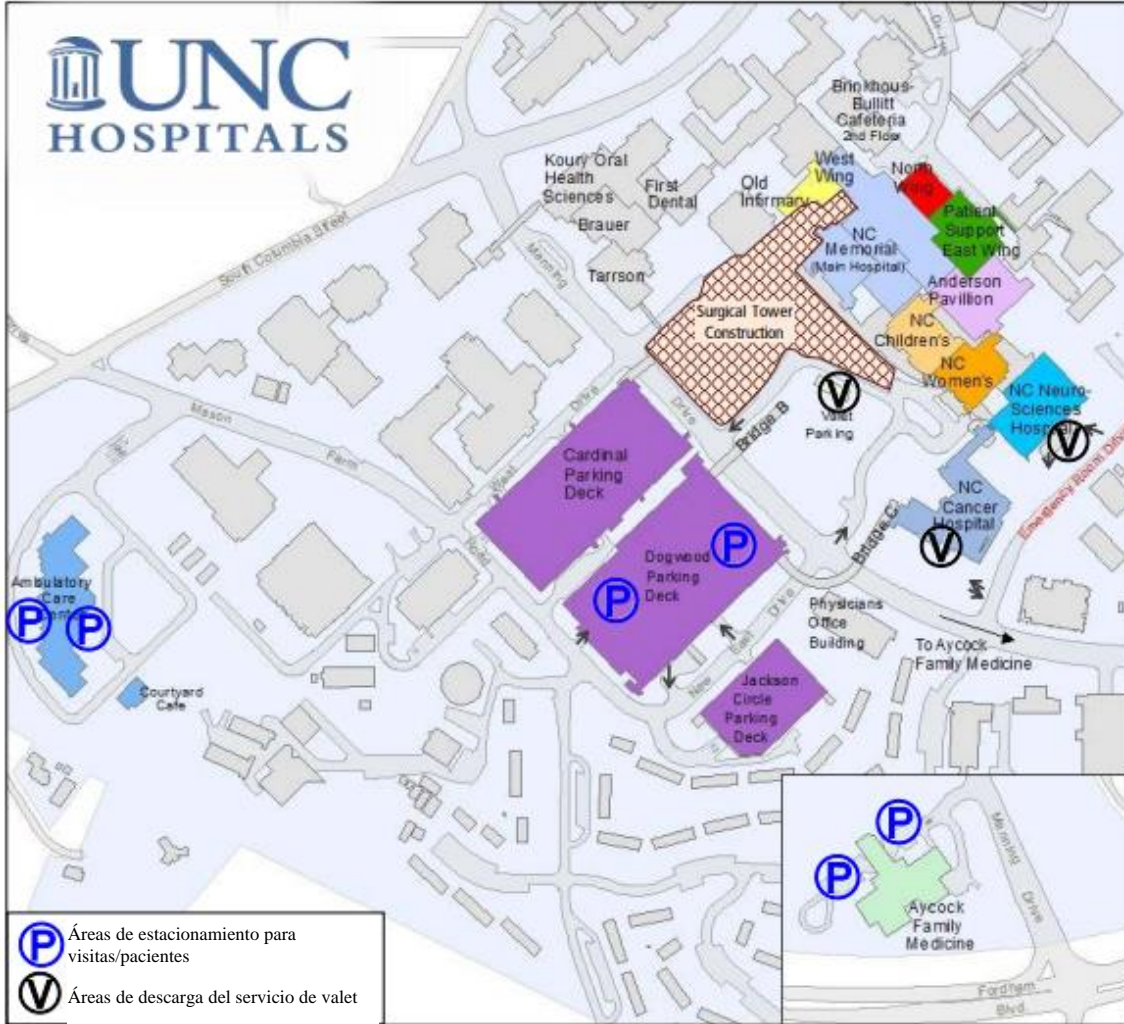 UNC
HOSPITALS
Brinkhous-
Bullitt
Cafeteria
2nd Floor
Koury Oral
Health
Sciences
First
Dental
Brauer
Tarrson
Old
Infirmary
West
Wing
North
Wing
Patient
Support
East Wing
NC
Memorial
(Main Hospital)
Anderson
Pavillion
NC
Children's
NC
Women's
NC Neuro-
Sciences
Hospital
Surgical Tower
Construction
South Columbia Street
Manning
Drive
Mason
Farm
Road
West
Drive
Bridge B
Valet
Parking
Bridge C
NC
Cancer
Hospital
Emergency Room Drive
Cardinal
Parking
Deck
Dogwood
Parking
Deck
P
P
V
V
V
Physicians
Office
Building
To Aycock
Family Medicine
East
Drive
New
Jackson
Circle
Parking
Deck
Ambulatory
Care
Center
P
P
Courtyard
Cafe
P
P
Aycock
Family
Medicine
Manning
Drive
Fordham
Blvd
P Áreas de estacionamiento para
visitas/pacientes
V Áreas de descarga del servicio de valet